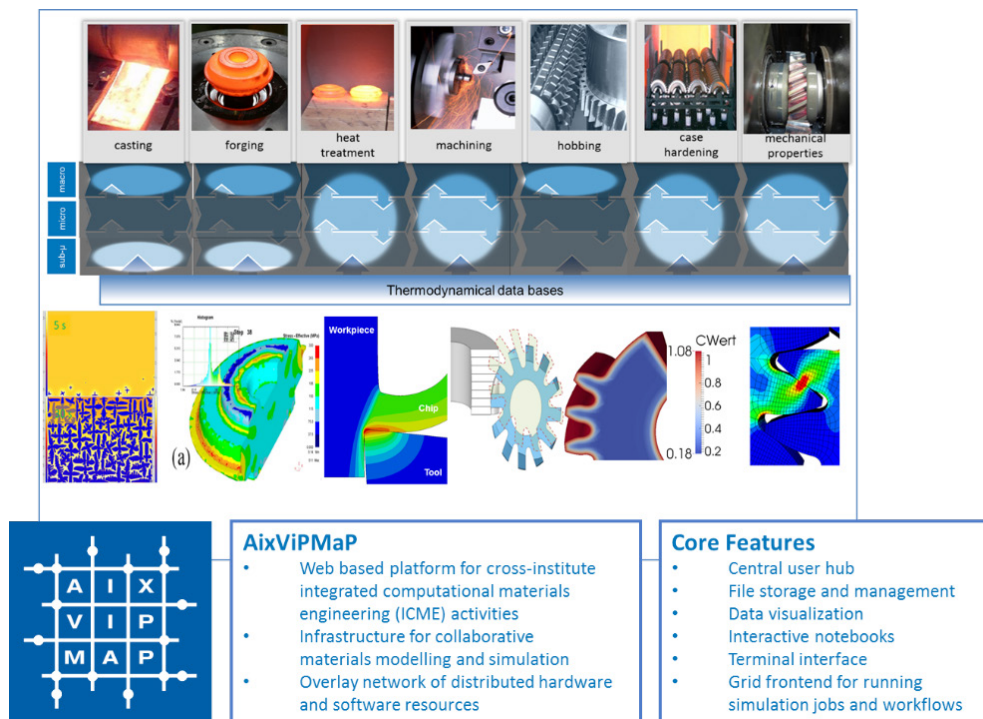 casting
forging
heat
treatment
machining
hobbing
case
hardening
mechanical
properties
macro
micro
sub-µ
Thermodynamical data bases
5 s
(a)
Workpiece
Chip
Tool
CWert
1.08
1
0.8
0.6
0.4
0.2
0.18
AIX
VIP
MAP
AixViPMaP
• Web based platform for cross-institute
integrated computational materials
engineering (ICME) activities
• Infrastructure for collaborative
materials modelling and simulation
• Overlay network of distributed hardware
and software resources
Core Features
• Central user hub
• File storage and management
• Data visualization
• Interactive notebooks
• Terminal interface
• Grid frontend for running
simulation jobs and workflows